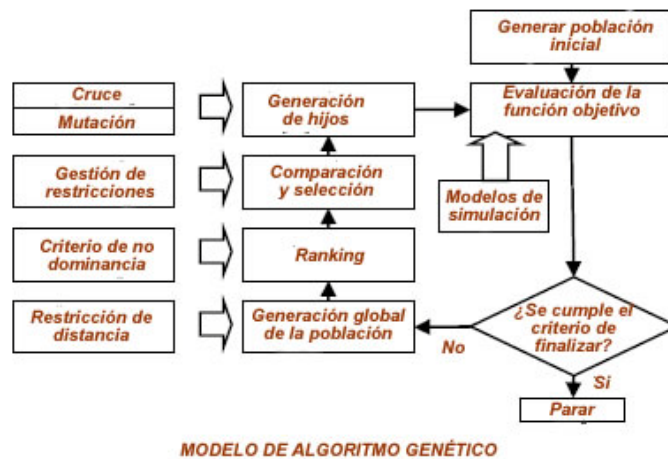 Generar población
inicial
Cruce
Mutación
Generación
de hijos
Evaluación de la
función objetivo
Gestión de
restricciones
Comparación
y selección
Modelos de
simulación
Criterio de no
dominancia
Ranking
Restricción de
distancia
Generación global
de la población
No
¿Se cumple el
criterio de
finalizar?
Si
Parar
MODELO DE ALGORITMO GENÉTICO